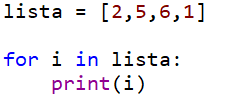 lista = [2,5,6,1]
for i in lista:
    print(i)